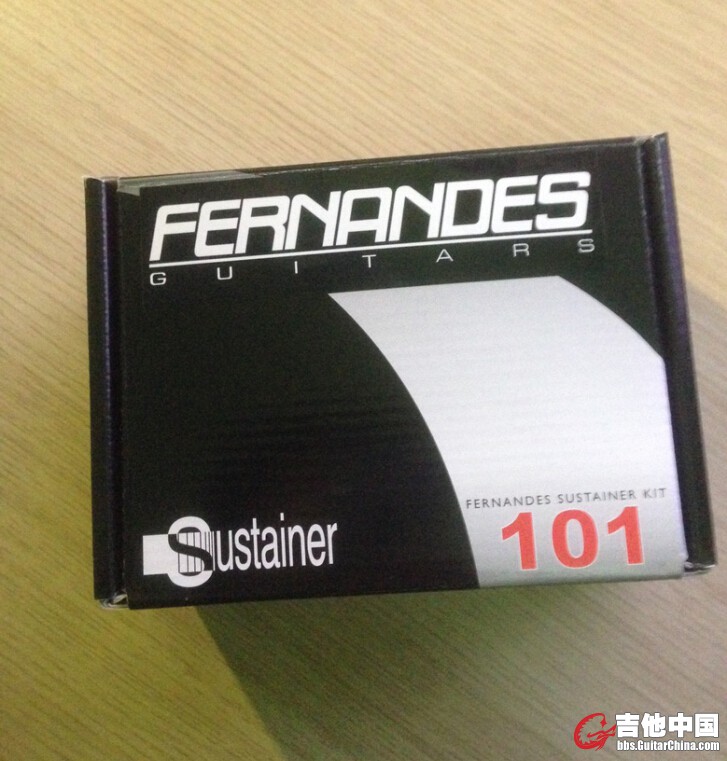 FERNANDES
GUITARS
FERNANDES SUSTAINER KIT
101
Sustainer
吉他中国
bbs.GuitarChina.com